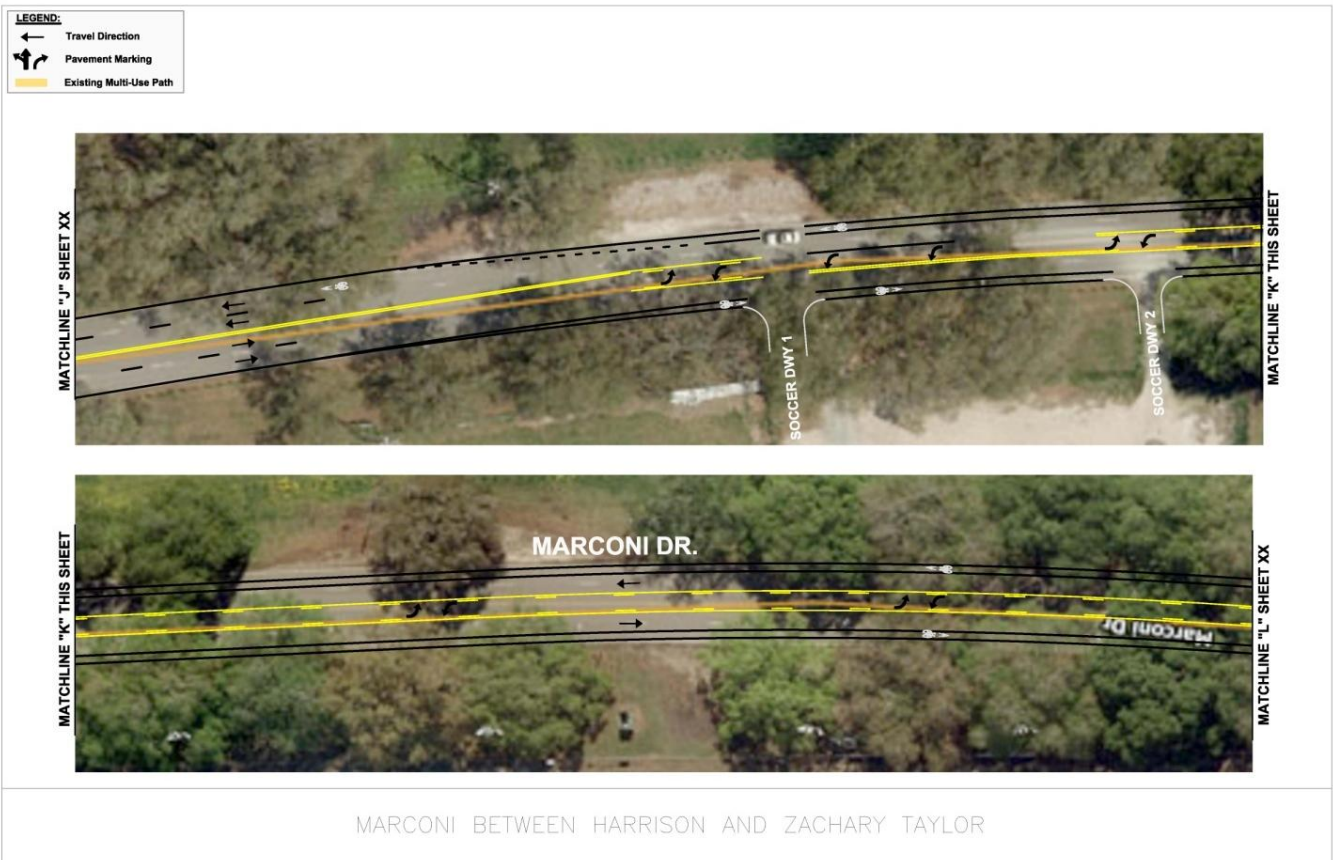 LEGEND:
Travel Direction
Pavement Marking
Existing Multi-Use Path
MATCHLINE "J" SHEET XX
SOCCER DWY 1
SOCCER DWY 2
MATCHLINE "K" THIS SHEET
MATCHLINE "K" THIS SHEET
MARCONI DR.
Marconi Dr
MATCHLINE "L" SHEET XX
MARCONI BETWEEN HARRISON AND ZACHARY TAYLOR